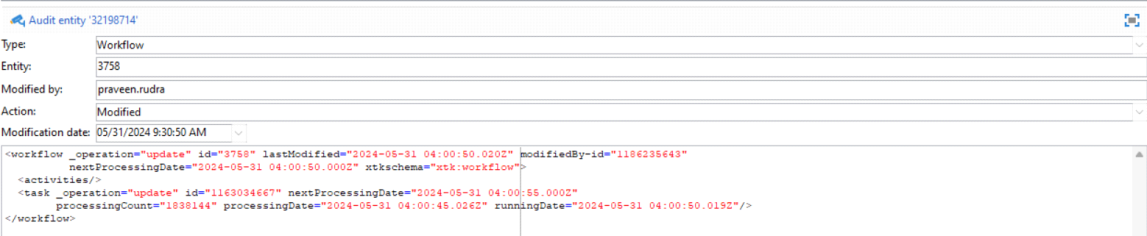 Audit entity '32198714'
Type: Workflow
Entity: 3758
Modified by: praveen.rudra
Action: Modified
Modification date: 05/31/2024 9:30:50 AM
<workflow _operation="update" id="3758" lastModified="2024-05-31 04:00:50.020Z" modifiedBy-id="1186235643"
nextProcessingDate="2024-05-31 04:00:50.000Z" xtkschema="xtk:workflow">
<activities/>
<task _operation="update" id="1163034667" nextProcessingDate="2024-05-31 04:00:55.000Z"
processingCount="1838144" processingDate="2024-05-31 04:00:45.026Z" runningDate="2024-05-31 04:00:50.019Z"/>
</workflow>